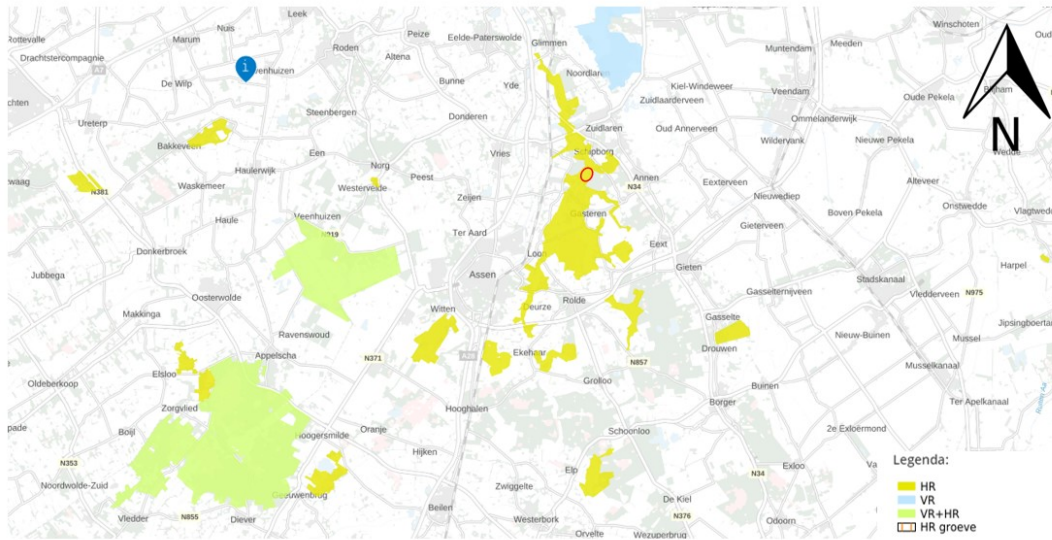 Rottevalle
Marum
Nuis
Leek
Peize
Eelde-Paterswolde
Glimmen
Muntendam
Meeden
Winschoten
Drachtstercompagnie
A7
De Wilp
Roden
Altena
Bunne
Yde
Noordlaren
Kiel-Windeweer
Zuidlaarderveen
Veendam
Oude Pekela
N
Ureterp
Steenbergen
Donderen
Zuidlaren
Oud Annerveen
Ommelanderwijk
Wildervank
Nieuwe Pekela
Wedde
Bakkeveen
Een
Haulerwijk
Norg
Vries
Schipborg
Waskemeer
Westervelde
Peest
Annen
N34
Eexterveen
Alteveer
N381
Zeijen
Nieuwediep
Onstwedde
Haule
Veenhuizen
N919
Gasteren
Boven Pekela
Donkerbroek
Ter Aard
Eext
Gieterveen
Jubbega
Loon
Gieten
Harpel
Assen
Stadskanaal
Oosterwolde
Rolde
Gasselternijveen
Vledderveen
N975
Makkinga
Witten
Deurze
Gasselte
Jipsingboertan
Ravenswoud
Nieuw-Buinen
Mussel
Appelscha
N371
A28
Ekehaar
N857
Drouwen
Musselkanaal
Oldeberkoop
Elsloo
Grolloo
Buinen
Zorgvlied
Hooghalen
Borger
Ter Apelkanaal
Boijl
Oranje
Hoogersmilde
Schoonloo
2e Exloermond
N353
Hijken
Elp
N34
Exloo
Noordwolde-Zuid
Geeuwenbrug
Zwiggelte
De Kiel
Vledder
N855
Diever
Beilen
Westerbork
N376
Odoorn
Orvelte
Wezuperbrug
Legenda:
HR
VR
VR+HR
HR groeve